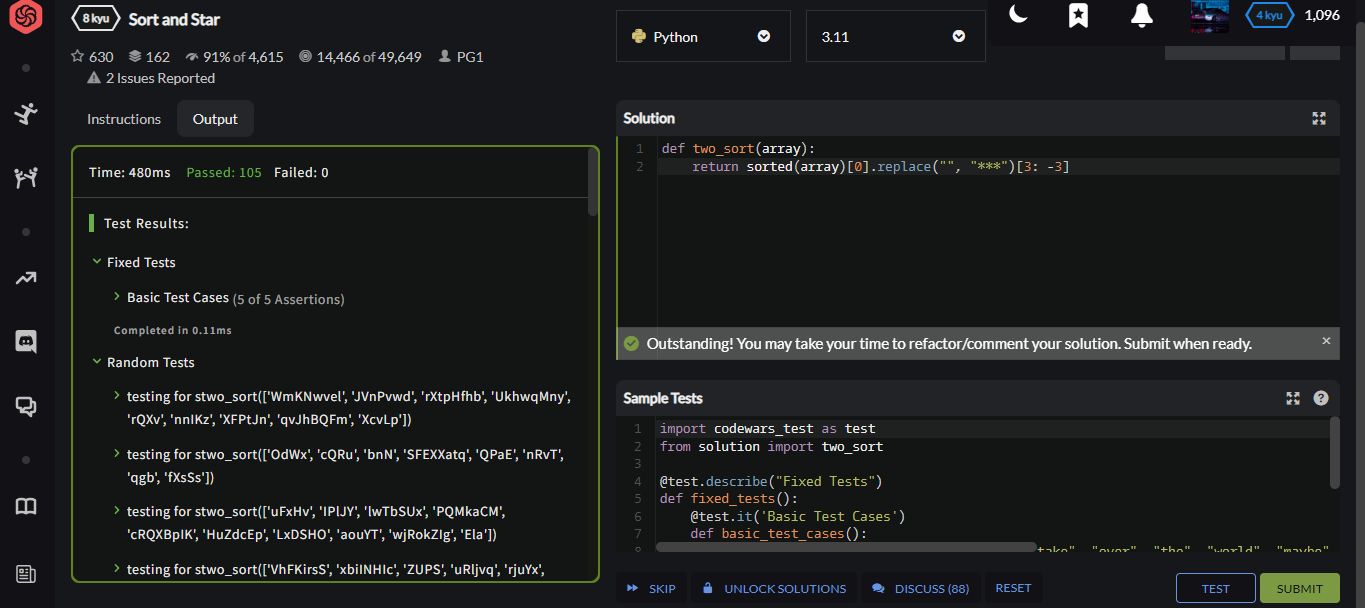 8 kyu Sort and Star
630 162 91% of 4,615 14,466 of 49,649 PG1
2 Issues Reported
Python
3.11
4 kyu 1,096
Instructions Output
Time: 480ms Passed: 105 Failed: 0
Test Results:
Fixed Tests
Basic Test Cases (5 of 5 Assertions)
Completed in 0.11ms
Random Tests
testing for stwo_sort(['WmKNwvel', 'JVnPvwd', 'rXtpHfhb', 'UkhwqMny',
'rQXv', 'nnIKz', 'XFPtJn', 'qvJhBQFm', 'XcvLp'])
testing for stwo_sort(['OdWx', 'cQRu', 'bnN', 'SFEXXatq', 'QPaE', 'nRvT',
'qgb', 'fXsSs'])
testing for stwo_sort(['uFxHv', 'IPlJY', 'lwTbSUx', 'PQMkaCM',
'cRQXBpIK', 'HuZdcEp', 'LxDSHO', 'aouYT', 'wjRokZIg', 'Ela'])
testing for stwo_sort(['VhFKirsS', 'xbiINHIc', 'ZUPS', 'uRljvq', 'rjuYx',
Solution
1 def two_sort(array):
2 return sorted(array)[0].replace("", "***")[3: -3]
Outstanding! You may take your time to refactor/comment your solution. Submit when ready.
Sample Tests
1 import codewars_test as test
2 from solution import two_sort
3
4 @test.describe("Fixed Tests")
5 def fixed_tests():
6 @test.it('Basic Test Cases')
7 def basic_test_cases():
8 take", "over", "the", "world", "maybe"
SKIP UNLOCK SOLUTIONS DISCUSS (88) RESET TEST SUBMIT